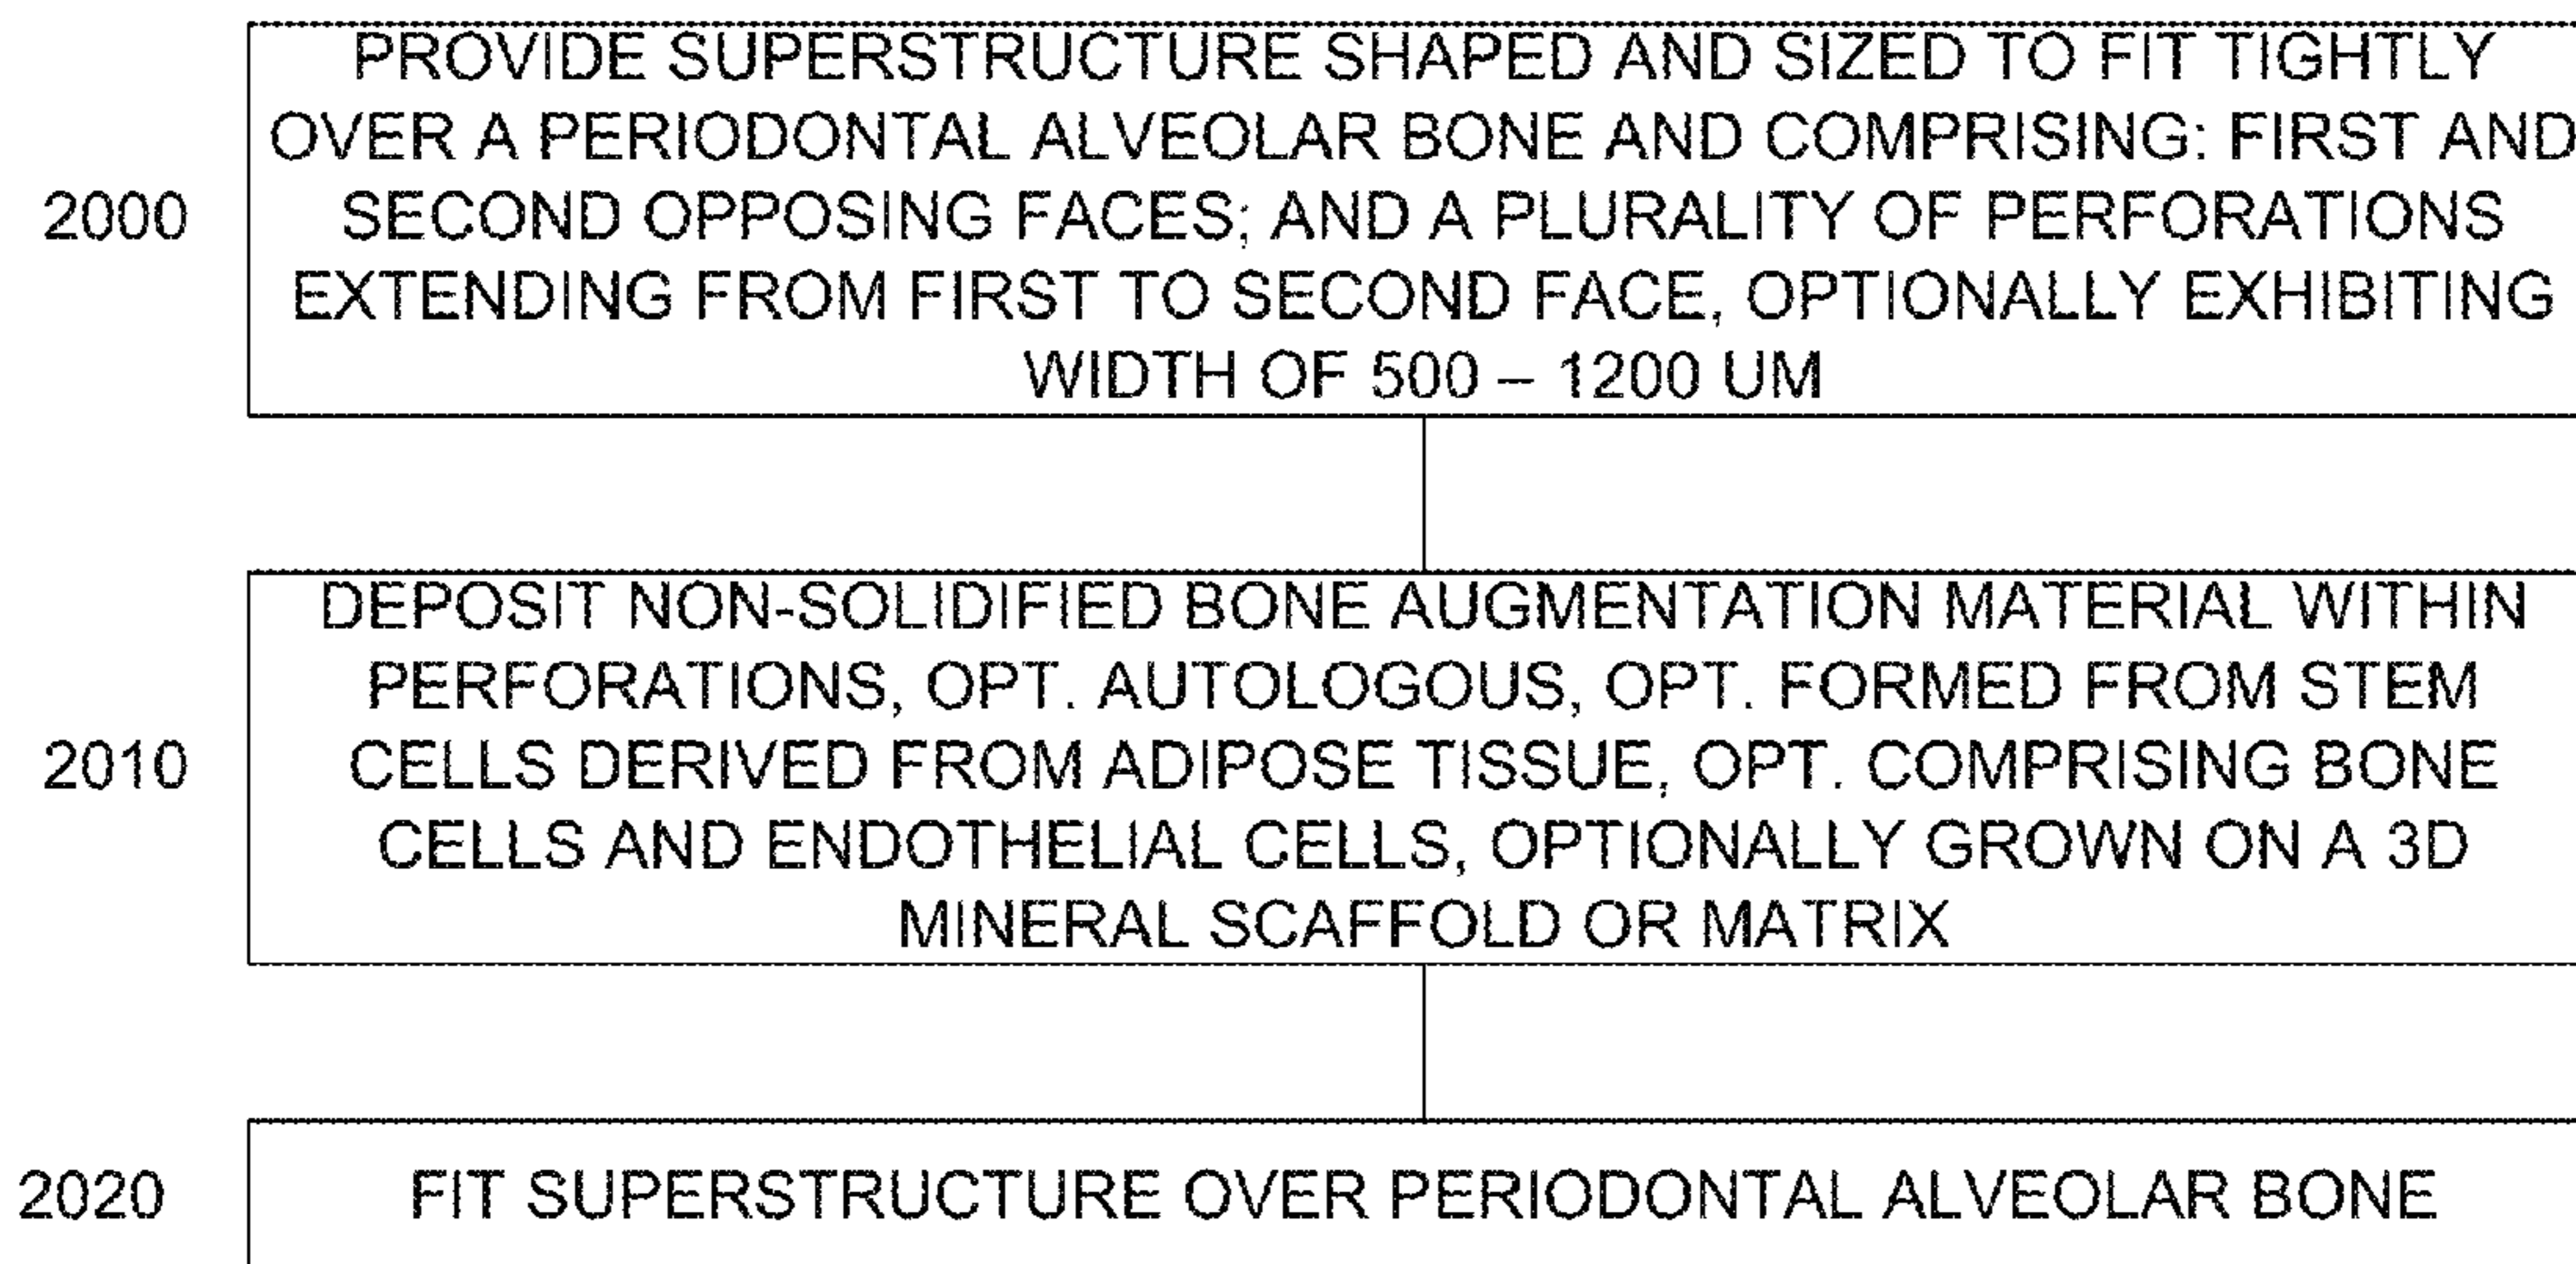 PROVIDE SUPERSTRUCTURE SHAPED AND SIZED TO FIT TIGHTLY
OVER A PERIODONTAL ALVEOLAR BONE AND COMPRISING: FIRST AND
2000 SECOND OPPOSING FACES; AND A PLURALITY OF PERFORATIONS
EXTENDING FROM FIRST TO SECOND FACE, OPTIONALLY EXHIBITING
WIDTH OF 500 – 1200 UM
DEPOSIT NON-SOLIDIFIED BONE AUGMENTATION MATERIAL WITHIN
PERFORATIONS, OPT. AUTOLOGOUS, OPT. FORMED FROM STEM
2010 CELLS DERIVED FROM ADIPOSE TISSUE, OPT. COMPRISING BONE
CELLS AND ENDOTHELIAL CELLS, OPTIONALLY GROWN ON A 3D
MINERAL SCAFFOLD OR MATRIX
2020 FIT SUPERSTRUCTURE OVER PERIODONTAL ALVEOLAR BONE